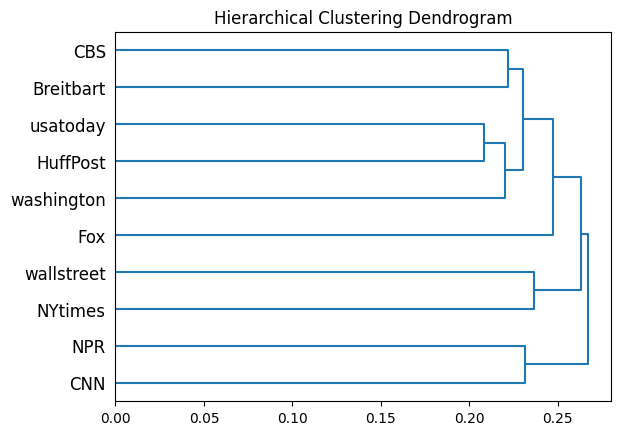 Hierarchical Clustering Dendrogram
CBS
Breitbart
usatoday
HuffPost
washington
Fox
wallstreet
NYtimes
NPR
CNN
0.00 0.05 0.10 0.15 0.20 0.25